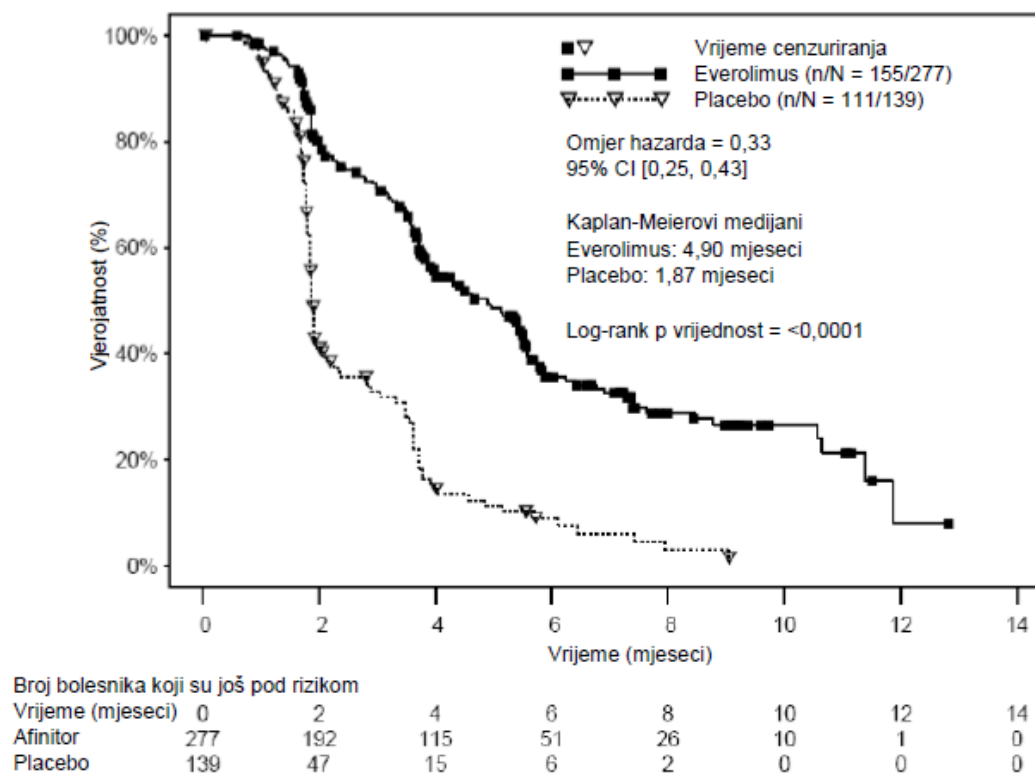 100%
80%
60%
40%
20%
0%
Vjerojatnost (%)
Vrijeme cenzuriranja
Everolimus (n/N = 155/277)
Placebo (n/N = 111/139)
Omjer hazarda = 0,33
95% CI [0,25, 0,43]
Kaplan-Meierovi medijani
Everolimus: 4,90 mjeseci
Placebo: 1,87 mjeseci
Log-rank p vrijednost = <0,0001
0 2 4 6 8 10 12 14
Vrijeme (mjeseci)
Broj bolesnika koji su još pod rizikom
Vrijeme (mjeseci) 0 2 4 6 8 10 12 14
Afinitor 277 192 115 51 26 10 1 0
Placebo 139 47 15 6 2 0 0 0